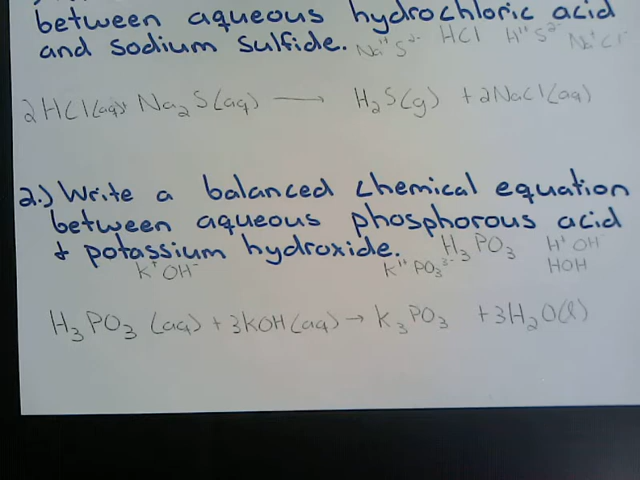 between aqueous hydrochloric acid
and sodium sulfide. Na⁺ S²⁻ HCl H⁺ S²⁻ Na⁺Cl⁻
2HCl(aq)+ Na₂S(aq) ⟶ H₂S(g) +2NaCl(aq)
2.) Write a balanced chemical equation
between aqueous phosphorous acid
& potassium hydroxide. H₃PO₃ H⁺ OH⁻
K⁺ OH⁻ K⁺ PO₃³⁻ HOH
H₃PO₃ (aq) + 3KOH(aq) → K₃PO₃ +3H₂O(l)